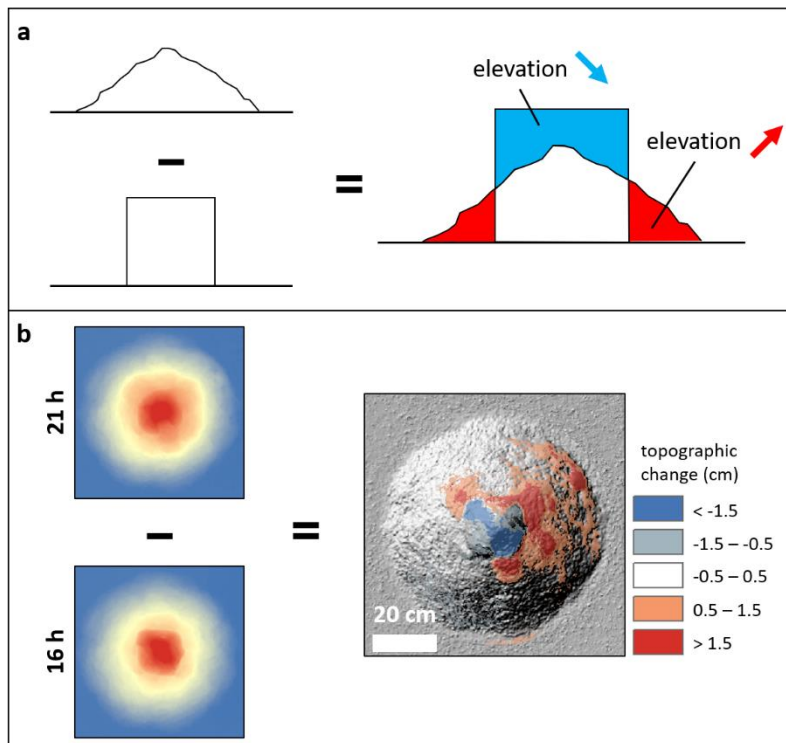 a
elevation
elevation
b
21 h
16 h
20 cm
topographic
change (cm)
< -1.5
-1.5 – -0.5
-0.5 – 0.5
0.5 – 1.5
> 1.5